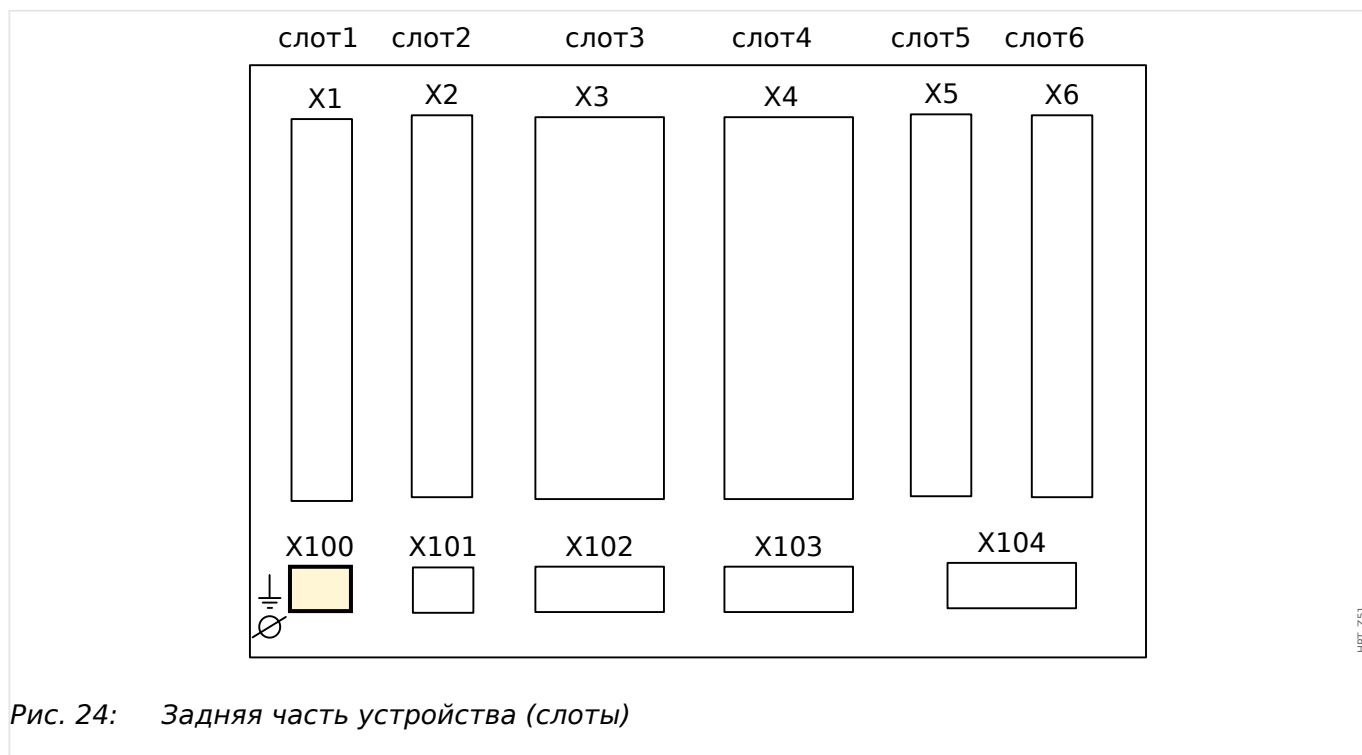 слот1 слот2 слот3 слот4 слот5 слот6
X1 X2 X3 X4 X5 X6
X100 X101 X102 X103 X104
Рис. 24: Задняя часть устройства (слоты)